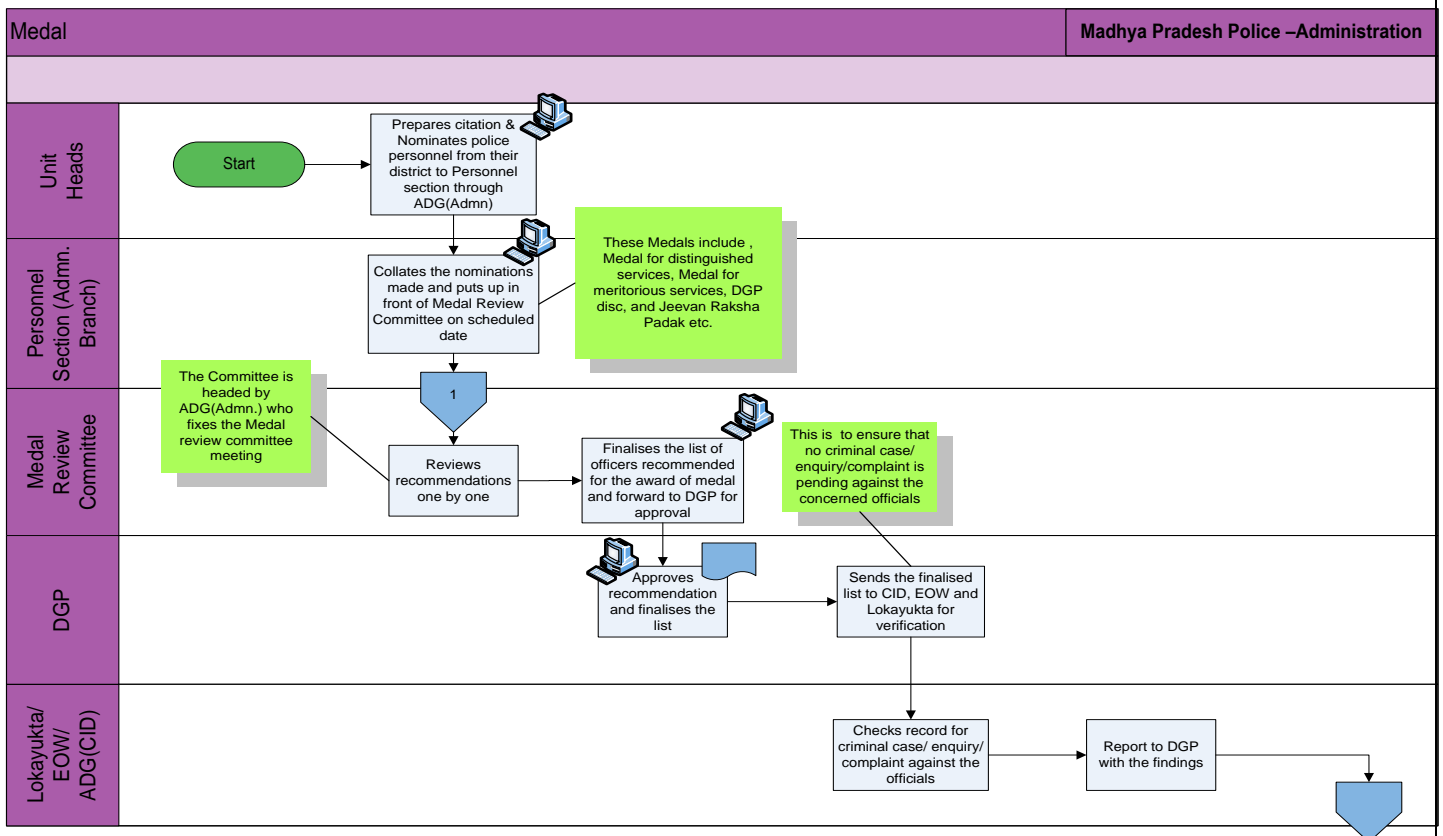 Medal
Madhya Pradesh Police –Administration
Unit
Heads
Start
Prepares citation &
Nominates police
personnel from their
district to Personnel
section through
ADG(Admn)
Personnel
Section (Admn.
Branch)
Collates the nominations
made and puts up in
front of Medal Review
Committee on scheduled
date
These Medals include ,
Medal for distinguished
services, Medal for
meritorious services, DGP
disc, and Jeevan Raksha
Padak etc.
Medal
Review
Committee
The Committee is
headed by
ADG(Admn.) who
fixes the Medal
review committee
meeting
1
Reviews
recommendations
one by one
Finalises the list of
officers recommended
for the award of medal
and forward to DGP for
approval
This is  to ensure that
no criminal case/
enquiry/complaint is
pending against the
concerned officials
DGP
Approves
recommendation
and finalises the
list
Sends the finalised
list to CID, EOW and
Lokayukta for
verification
Lokayukta/
EOW/
ADG(CID)
Checks record for
criminal case/ enquiry/
complaint against the
officials
Report to DGP
with the findings